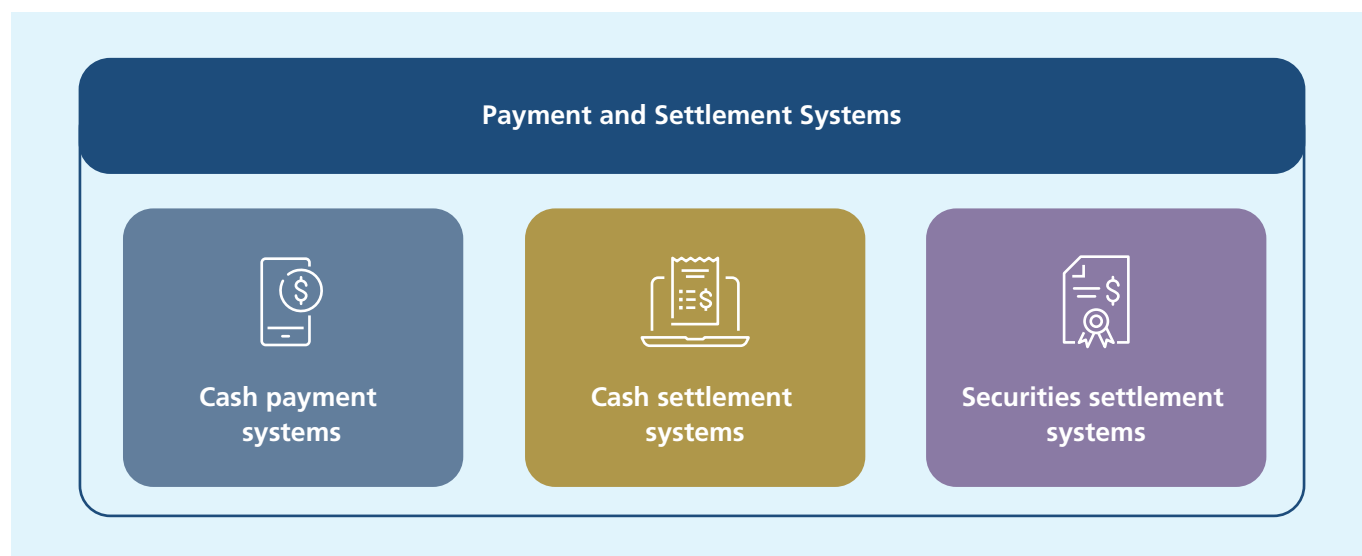 Payment and Settlement Systems
$
$
$
Cash payment
systems
Cash settlement
systems
Securities settlement
systems